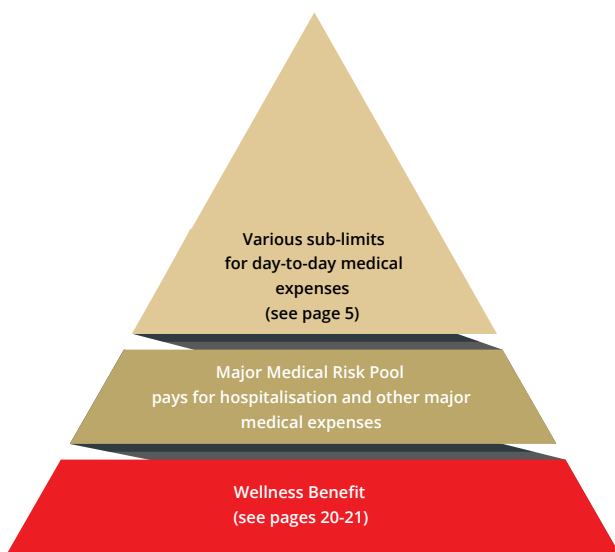 Various sub-limits
for day-to-day medical
expenses
(see page 5)
Major Medical Risk Pool
pays for hospitalisation and other major
medical expenses
Wellness Benefit
(see pages 20-21)